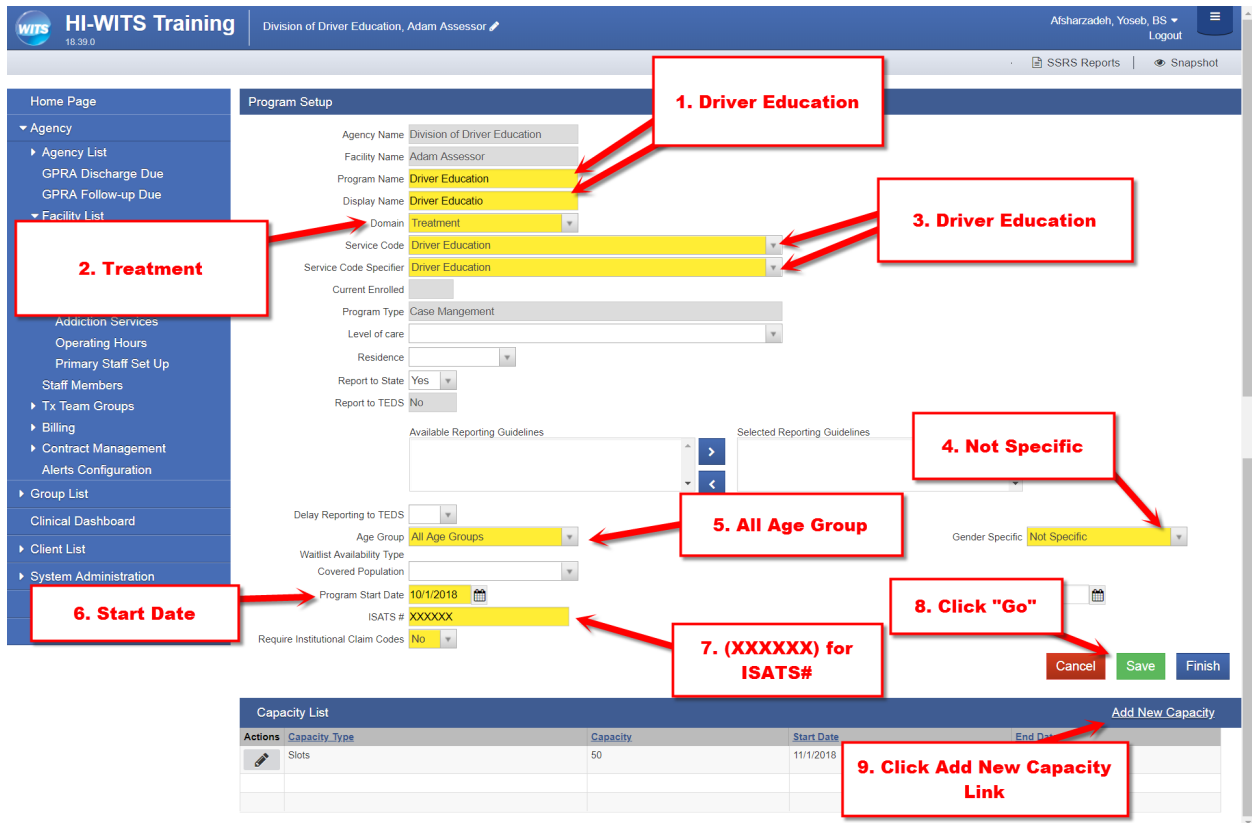 WITS HI-WITS Training
18.39.0
Division of Driver Education, Adam Assessor
Afsharzadeh, Yoseb, BS
Logout
SSRS Reports | Snapshot
Home Page
Agency
Agency List
GPRA Discharge Due
GPRA Follow-up Due
Facility List
Addiction Services
Operating Hours
Primary Staff Set Up
Staff Members
Tx Team Groups
Billing
Contract Management
Alerts Configuration
Group List
Clinical Dashboard
Client List
System Administration
Program Setup
Agency Name Division of Driver Education
Facility Name Adam Assessor
Program Name Driver Education
Display Name Driver Educatio
Domain Treatment
Service Code Driver Education
Service Code Specifier Driver Education
Current Enrolled
Program Type Case Mangement
Level of care
Residence
Report to State Yes
Report to TEDS No
Available Reporting Guidelines Selected Reporting Guidelines
Delay Reporting to TEDS
Age Group All Age Groups Gender Specific Not Specific
Waitlist Availability Type
Covered Population
Program Start Date 10/1/2018
ISATS # XXXXXX
Require Institutional Claim Codes No
Cancel Save Finish
Capacity List Add New Capacity
Actions Capacity Type Capacity Start Date End Dat
Slots 50 11/1/2018
1. Driver Education
2. Treatment
3. Driver Education
4. Not Specific
5. All Age Group
6. Start Date
7. (XXXXXX) for
ISATS#
8. Click "Go"
9. Click Add New Capacity
Link